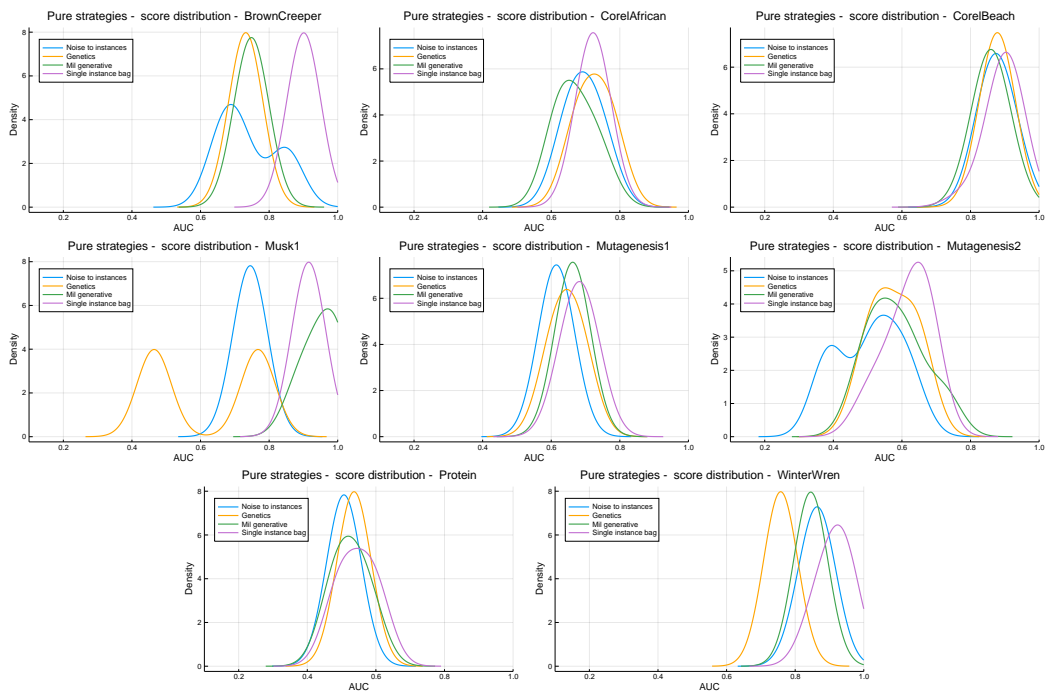 Pure strategies - score distribution - BrownCreeper
Noise to instances
Genetics
Mil generative
Single instance bag
Density
0
2
4
6
8
0.2
0.4
0.6
0.8
1.0
AUC
Pure strategies - score distribution - CorelAfrican
Noise to instances
Genetics
Mil generative
Single instance bag
Density
0
2
4
6
0.2
0.4
0.6
0.8
1.0
AUC
Pure strategies - score distribution - CorelBeach
Noise to instances
Genetics
Mil generative
Single instance bag
Density
0
2
4
6
0.2
0.4
0.6
0.8
1.0
AUC
Pure strategies - score distribution - Musk1
Noise to instances
Genetics
Mil generative
Single instance bag
Density
0
2
4
6
8
0.2
0.4
0.6
0.8
1.0
AUC
Pure strategies - score distribution - Mutagenesis1
Noise to instances
Genetics
Mil generative
Single instance bag
Density
0
2
4
6
0.2
0.4
0.6
0.8
1.0
AUC
Pure strategies - score distribution - Mutagenesis2
Noise to instances
Genetics
Mil generative
Single instance bag
Density
0
1
2
3
4
5
0.2
0.4
0.6
0.8
1.0
AUC
Pure strategies - score distribution - Protein
Noise to instances
Genetics
Mil generative
Single instance bag
Density
0
2
4
6
8
0.2
0.4
0.6
0.8
1.0
AUC
Pure strategies - score distribution - WinterWren
Noise to instances
Genetics
Mil generative
Single instance bag
Density
0
2
4
6
8
0.2
0.4
0.6
0.8
1.0
AUC